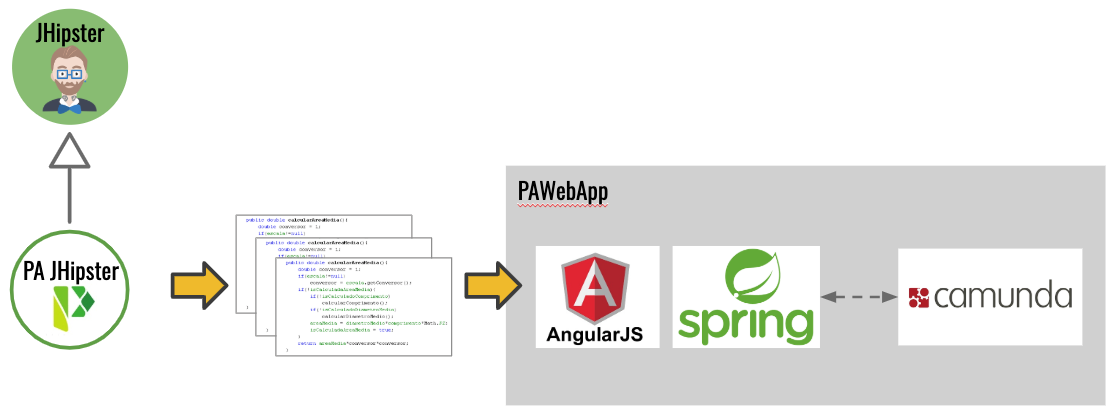 JHipster
PA JHipster
public double calcularAreaMedia(){
double conversor = 1;
if(escala!=null)
public double calcularAreaMedia(){
double conversor = 1;
if(escala!=null)
public double calcularAreaMedia(){
double conversor = 1;
if(escala!=null)
conversor = escala.getConversor();
if(!isCalculadaAreaMedia){
if(!isCalculadoComprimento)
calcularComprimento();
if(!isCalculadoDiametroMedio)
calcularDiametroMedio();
areaMedia = diametroMedio*comprimento*Math.PI;
isCalculadaAreaMedia = true;
}
return areaMedia*conversor*conversor;
}
}
}
PAWebApp
AngularJS
spring
camunda